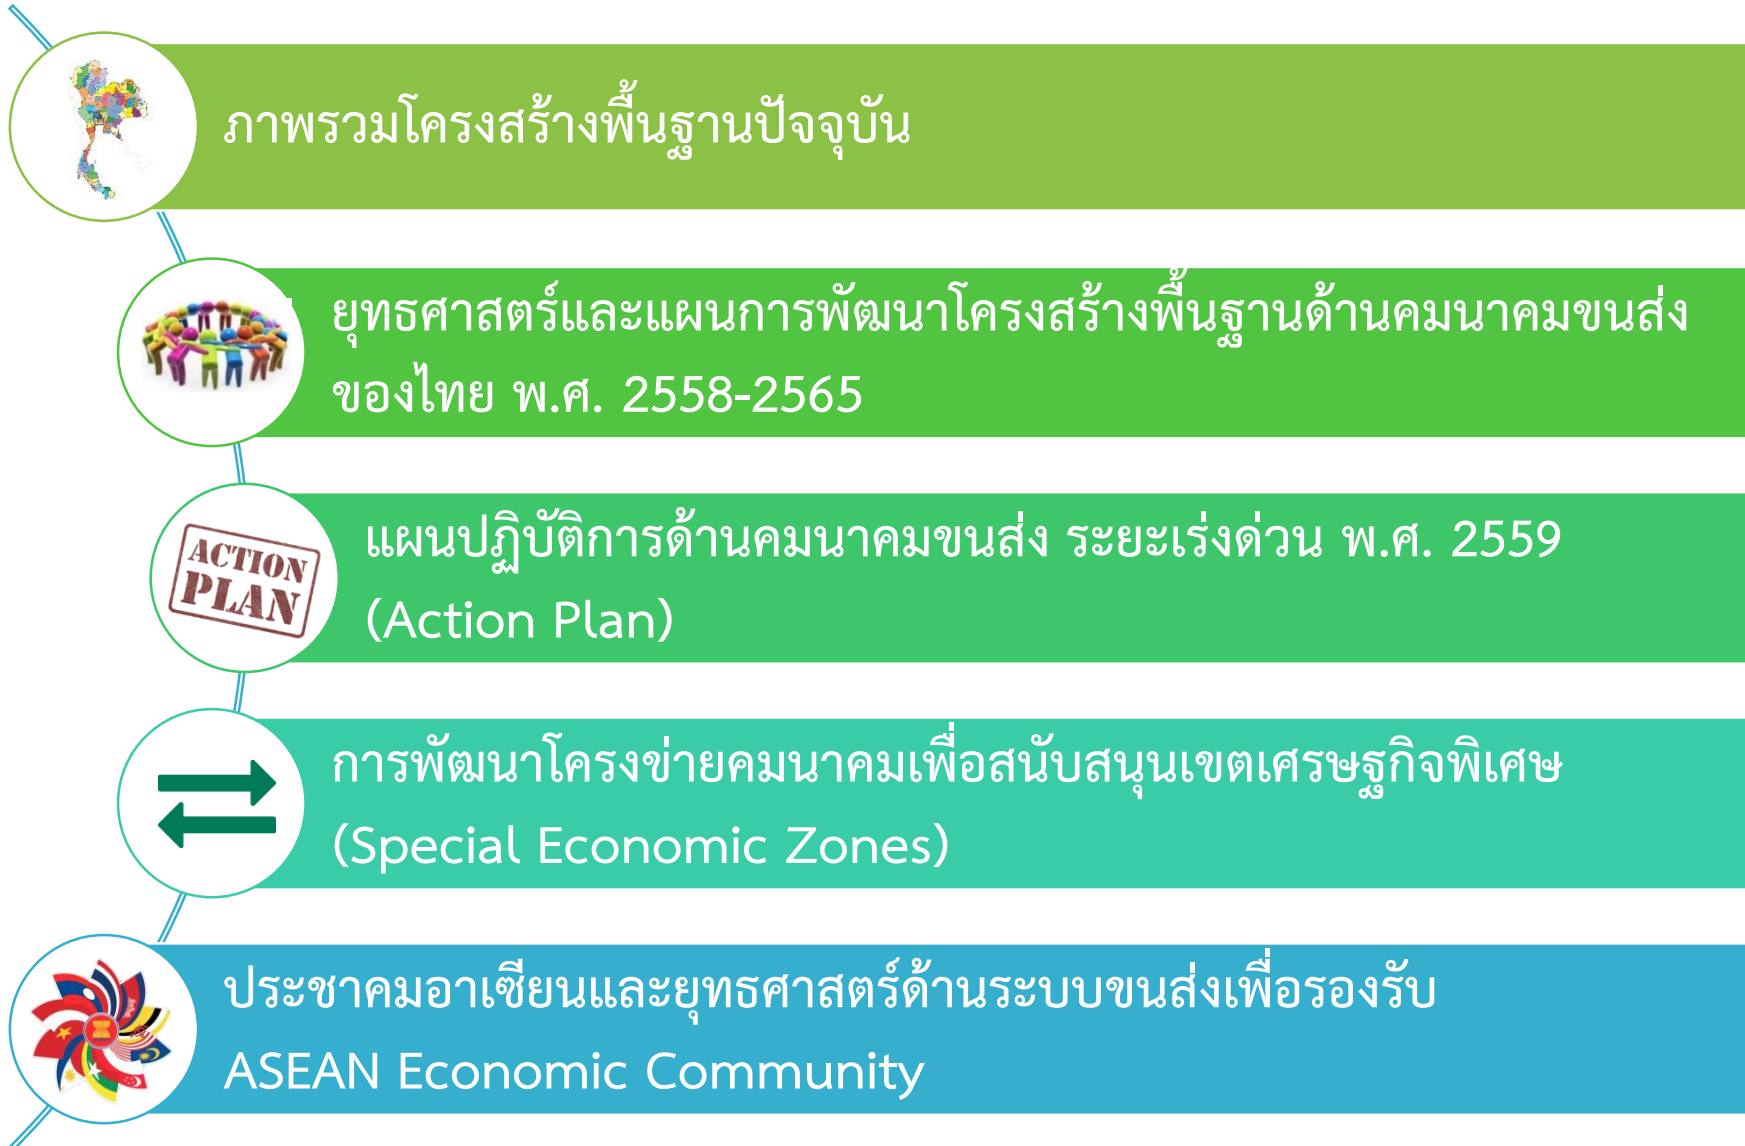 ภาพรวมโครงสร้างพื้นฐานปัจจุบัน
ยุทธศาสตร์และแผนการพัฒนาโครงสร้างพื้นฐานด้านคมนาคมขนส่ง
ของไทย พ.ศ. 2558-2565
ACTION
PLAN
แผนปฏิบัติการด้านคมนาคมขนส่ง ระยะเร่งด่วน พ.ศ. 2559
(Action Plan)
การพัฒนาโครงข่ายคมนาคมเพื่อสนับสนุนเขตเศรษฐกิจพิเศษ
(Special Economic Zones)
ประชาคมอาเซียนและยุทธศาสตร์ด้านระบบขนส่งเพื่อรองรับ
ASEAN Economic Community